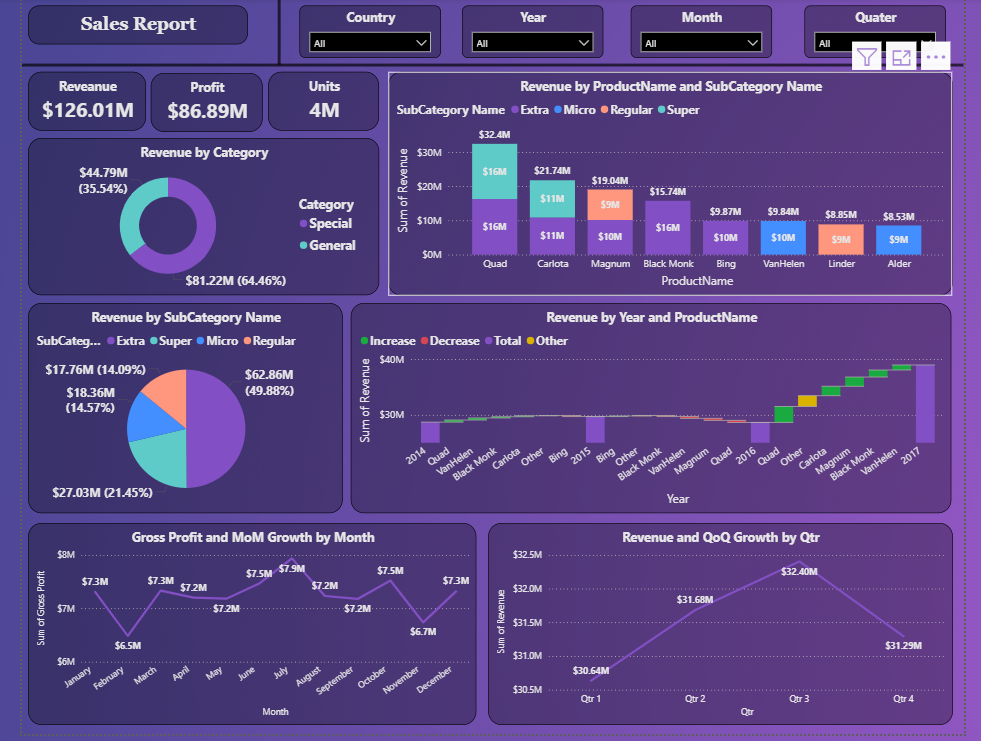 Sales Report
Country
All
Year
All
Month
All
Quater
All
Reveanue
$126.01M
Profit
$86.89M
Units
4M
Revenue by ProductName and SubCategory Name
SubCategory Name Extra Micro Regular Super
Sum of Revenue
$30M
$20M
$10M
$0M
$32.4M
$16M
$16M
$21.74M
$11M
$11M
$19.04M
$9M
$10M
$15.74M
$16M
$9.87M
$10M
$9.84M
$10M
$8.85M
$9M
$8.53M
$9M
Quad Carlota Magnum Black Monk Bing VanHelen Linder Alder
ProductName
Revenue by Category
$44.79M
(35.54%)
$81.22M (64.46%)
Category
Special
General
Revenue by SubCategory Name
SubCateg... Extra Super Micro Regular
$17.76M (14.09%)
$18.36M
(14.57%)
$27.03M (21.45%)
$62.86M
(49.88%)
Revenue by Year and ProductName
Increase Decrease Total Other
Sum of Revenue
$40M
$30M
2014 Quad VanHelen Black Monk Carlota Other Bing 2015 Bing Other Black Monk VanHelen Magnum Quad 2016 Quad Other Carlota Magnum Black Monk VanHelen 2017
Year
Gross Profit and MoM Growth by Month
Sum of Gross Profit
$8M
$7M
$6M
$7.3M
$6.5M
$7.3M
$7.2M
$7.2M
$7.5M
$7.9M
$7.2M
$7.2M
$7.5M
$6.7M
$7.3M
January February March April May June July August September October November December
Month
Revenue and QoQ Growth by Qtr
Sum of Revenue
$32.5M
$32.0M
$31.5M
$31.0M
$30.5M
$30.64M
$31.68M
$32.40M
$31.29M
Qtr 1 Qtr 2 Qtr 3 Qtr 4
Qtr